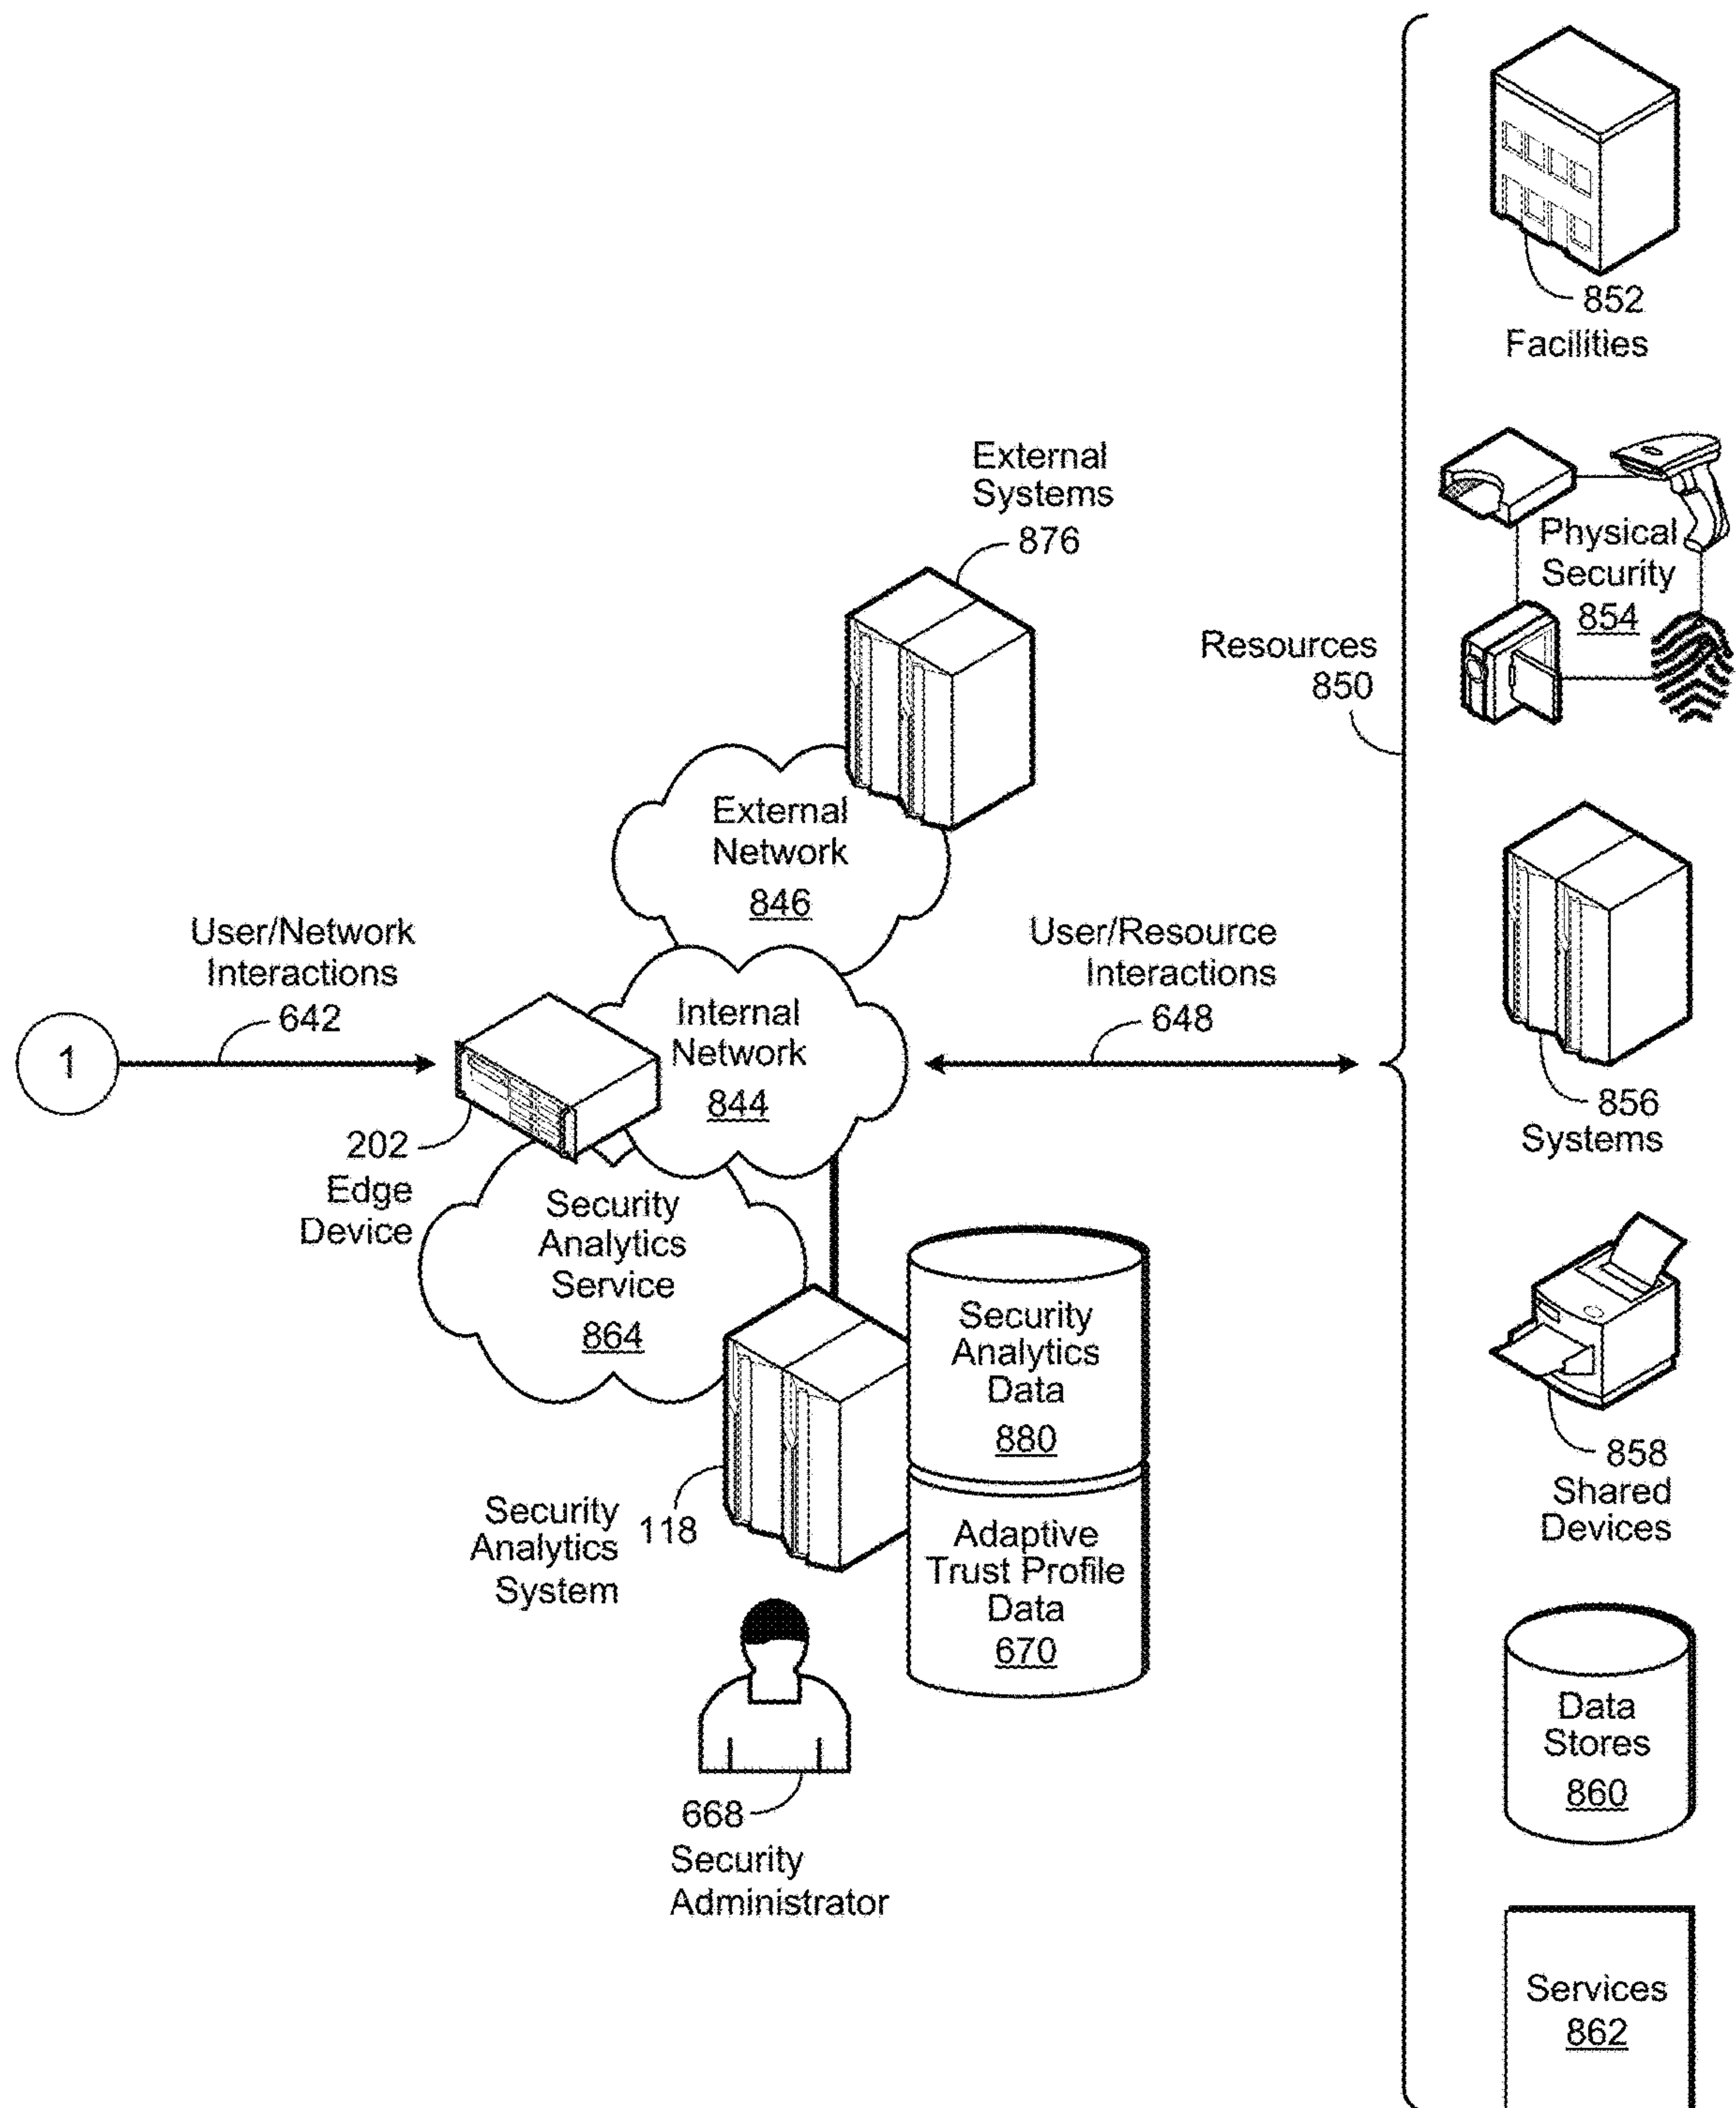 852
Facilities
External
Systems
876
Physical
Security
854
Resources
850
External
Network
846
User/Network
Interactions
642
User/Resource
Interactions
648
1
Internal
Network
844
856
Systems
202
Edge
Device
Security
Analytics
Service
864
Security
Analytics
Data
880
858
Shared
Devices
Security
Analytics
System
118
Adaptive
Trust Profile
Data
670
Data
Stores
860
668
Security
Administrator
Services
862